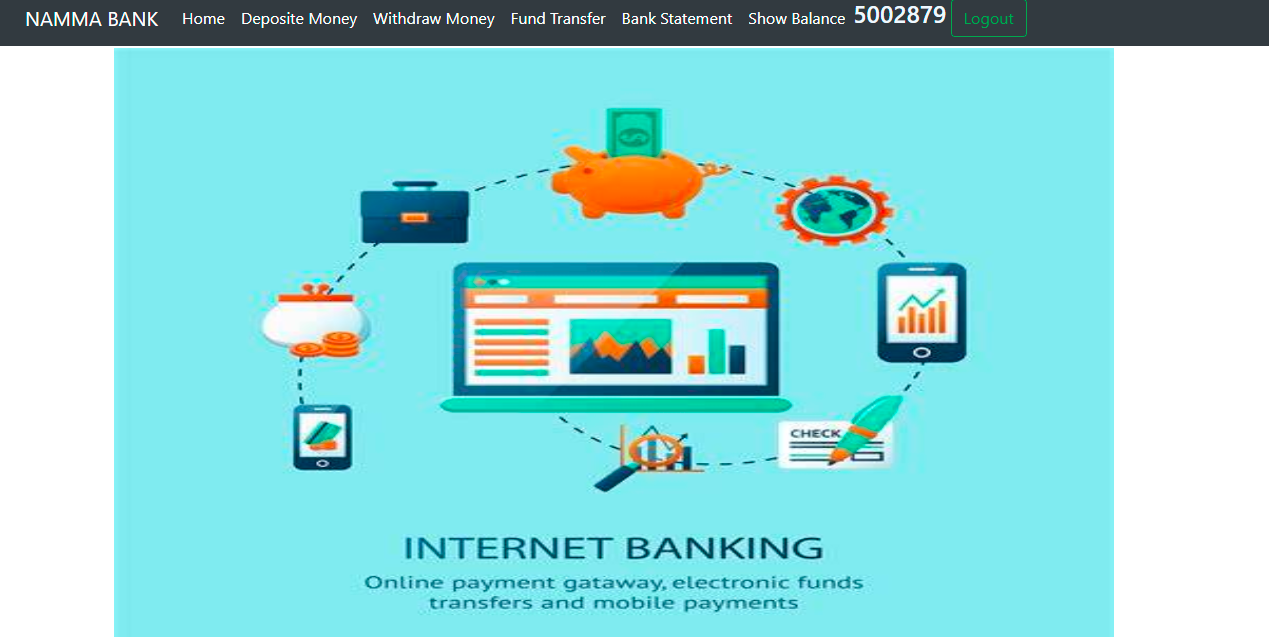 NAMMA BANK Home Deposite Money Withdraw Money Fund Transfer Bank Statement Show Balance 5002879 Logout
CHECK
INTERNET BANKING
Online payment gataway, electronic funds
transfers and mobile payments